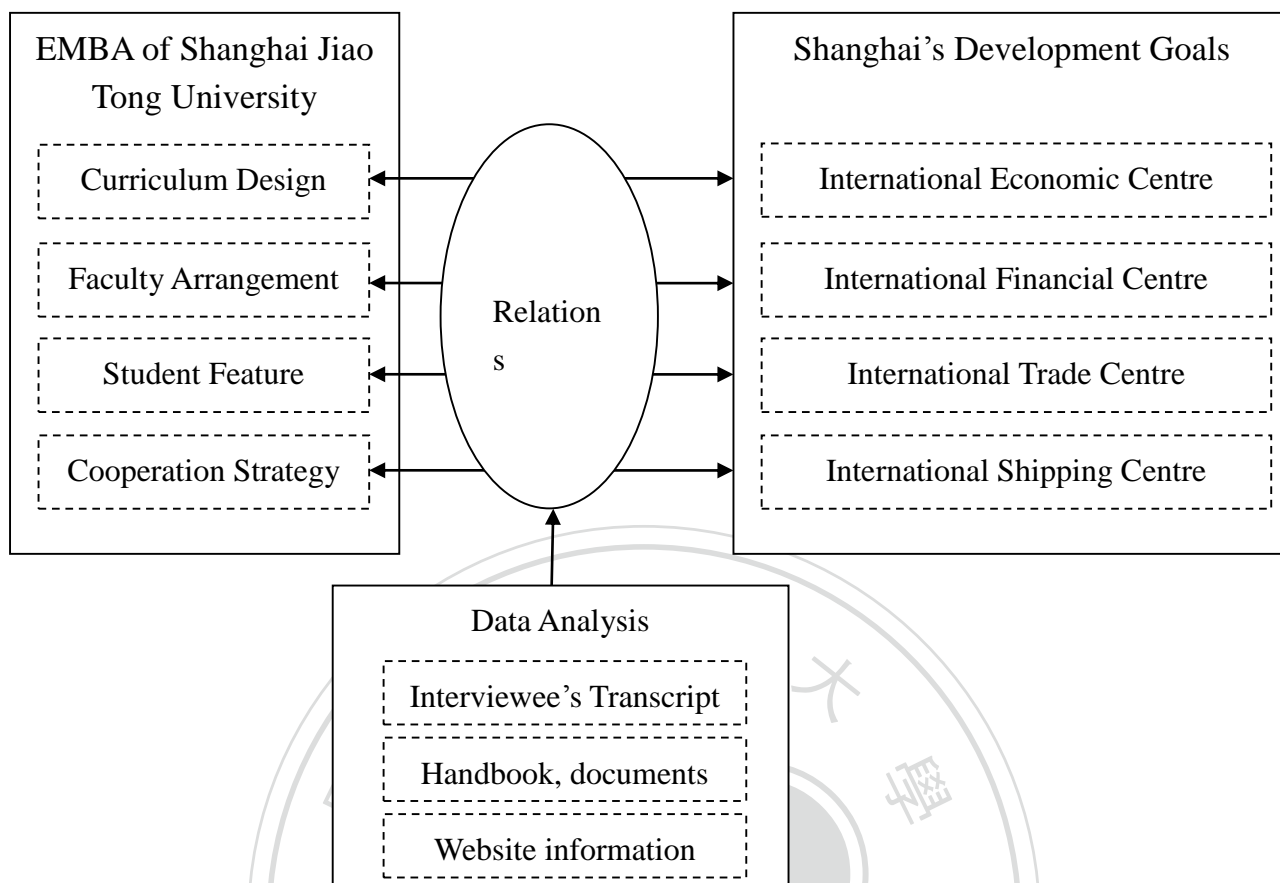 EMBA of Shanghai Jiao
Tong University
Curriculum Design
Faculty Arrangement
Student Feature
Cooperation Strategy
Relation
s
Shanghai’s Development Goals
International Economic Centre
International Financial Centre
International Trade Centre
International Shipping Centre
Data Analysis
Interviewee’s Transcript
Handbook, documents
Website information
大
學